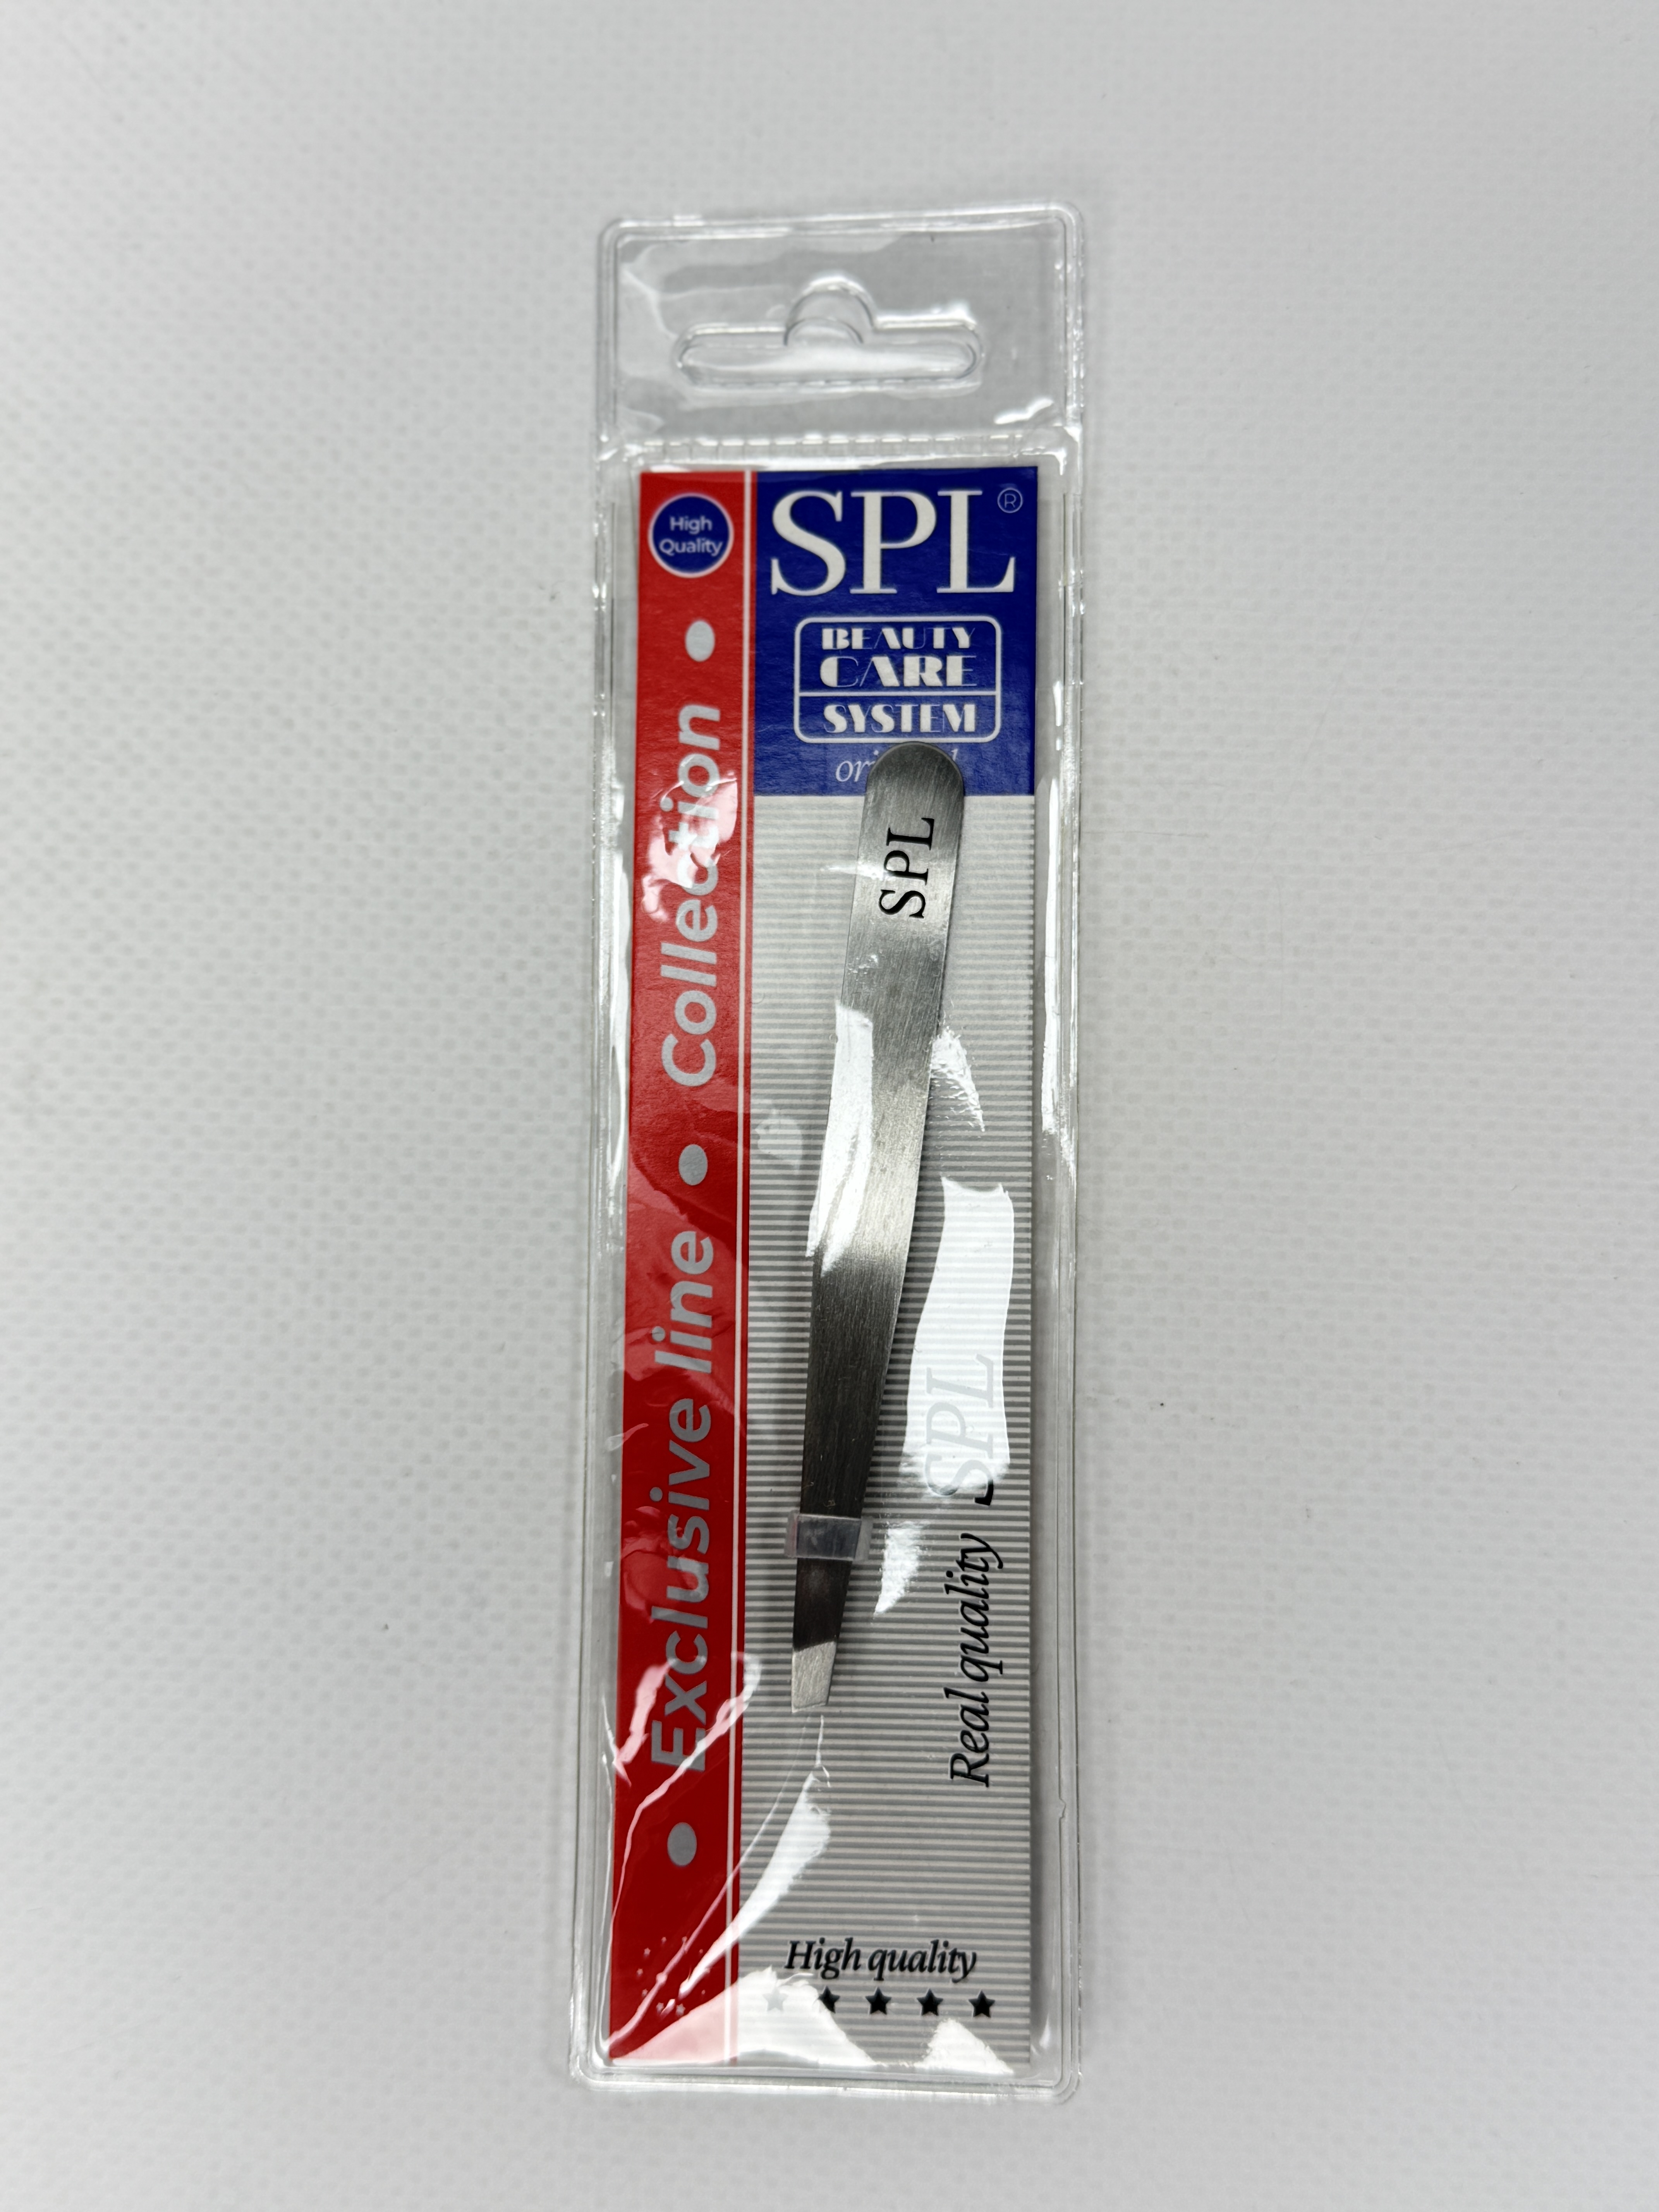 High
Quality
SPL®
BEAUTY
CARE
SYSTEM
SPL
Exclusive line • Collection
Real quality SPL
High quality